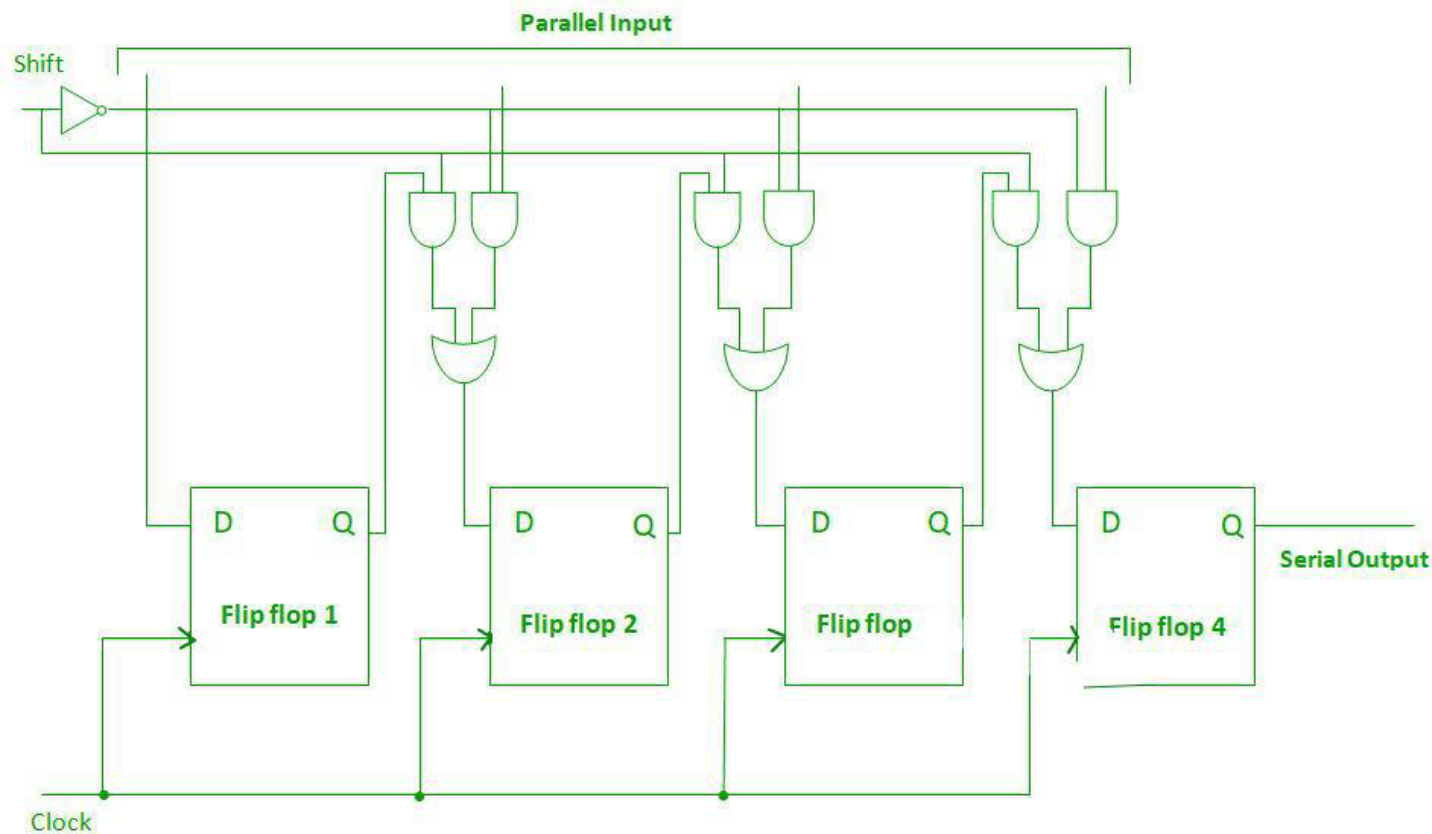 Parallel Input
Shift
D Q
D Q
D Q
D Q
Serial Output
Flip flop 1
Flip flop 2
Flip flop
Flip flop 4
Clock